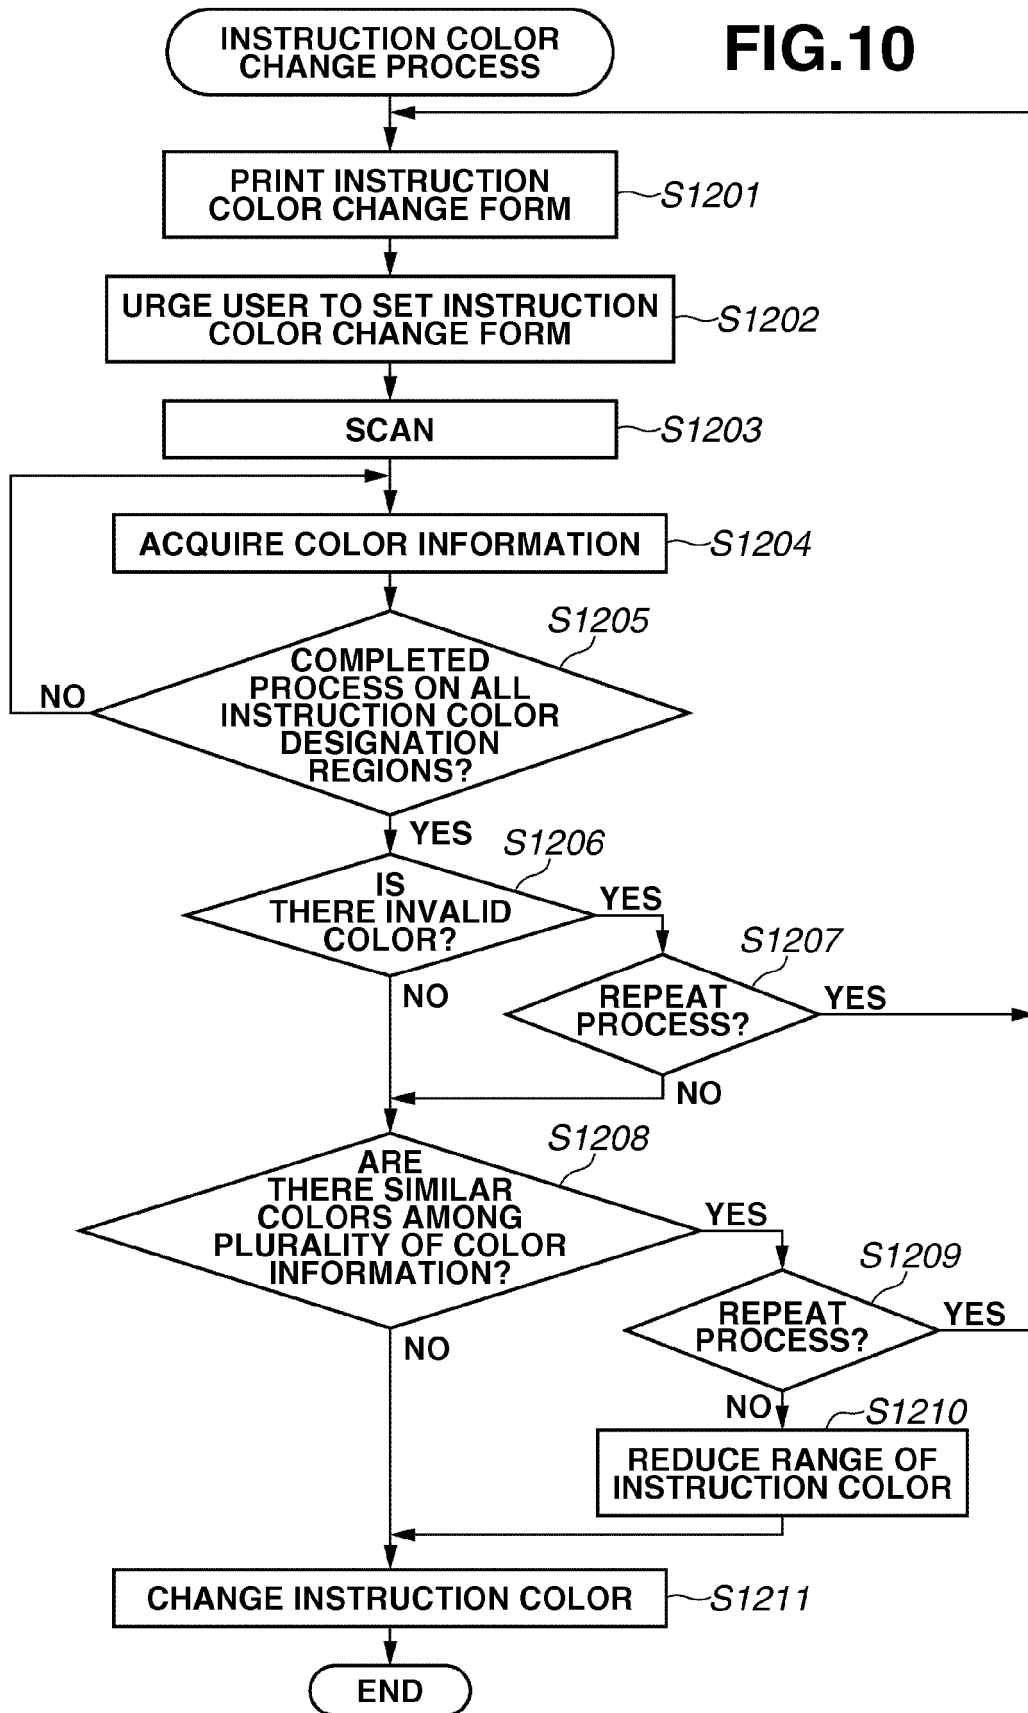 INSTRUCTION COLOR
CHANGE PROCESS
FIG.10
PRINT INSTRUCTION
COLOR CHANGE FORM
S1201
URGE USER TO SET INSTRUCTION
COLOR CHANGE FORM
S1202
SCAN
S1203
ACQUIRE COLOR INFORMATION
S1204
S1205
COMPLETED
PROCESS ON ALL
INSTRUCTION COLOR
DESIGNATION
REGIONS?
NO
YES
S1206
IS
THERE INVALID
COLOR?
YES
NO
S1207
REPEAT
PROCESS?
YES
NO
S1208
ARE
THERE SIMILAR
COLORS AMONG
PLURALITY OF COLOR
INFORMATION?
YES
NO
S1209
REPEAT
PROCESS?
YES
NO
S1210
REDUCE RANGE OF
INSTRUCTION COLOR
CHANGE INSTRUCTION COLOR
S1211
END